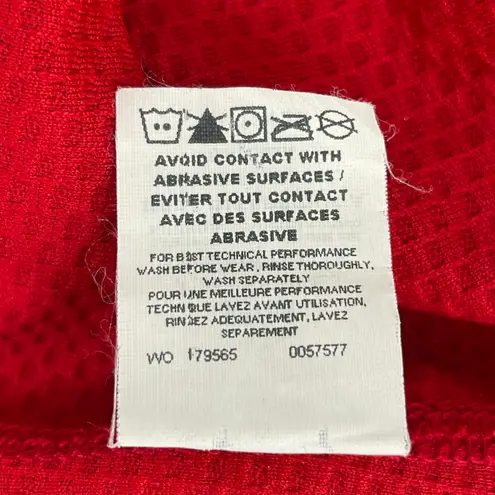 AVOID CONTACT WITH
ABRASIVE SURFACES /
EVITER TOUT CONTACT
AVEC DES SURFACES
ABRASIVE
FOR BEST TECHNICAL PERFORMANCE
WASH BEFORE WEAR, RINSE THOROUGHLY,
WASH SEPARATELY
POUR UNE MEILLEURE PERFORMANCE
TECHNIQUE LAVEZ AVANT UTILISATION,
RINCEZ ADEQUATEMENT, LAVEZ
SEPAREMENT
WO 179565 0057577